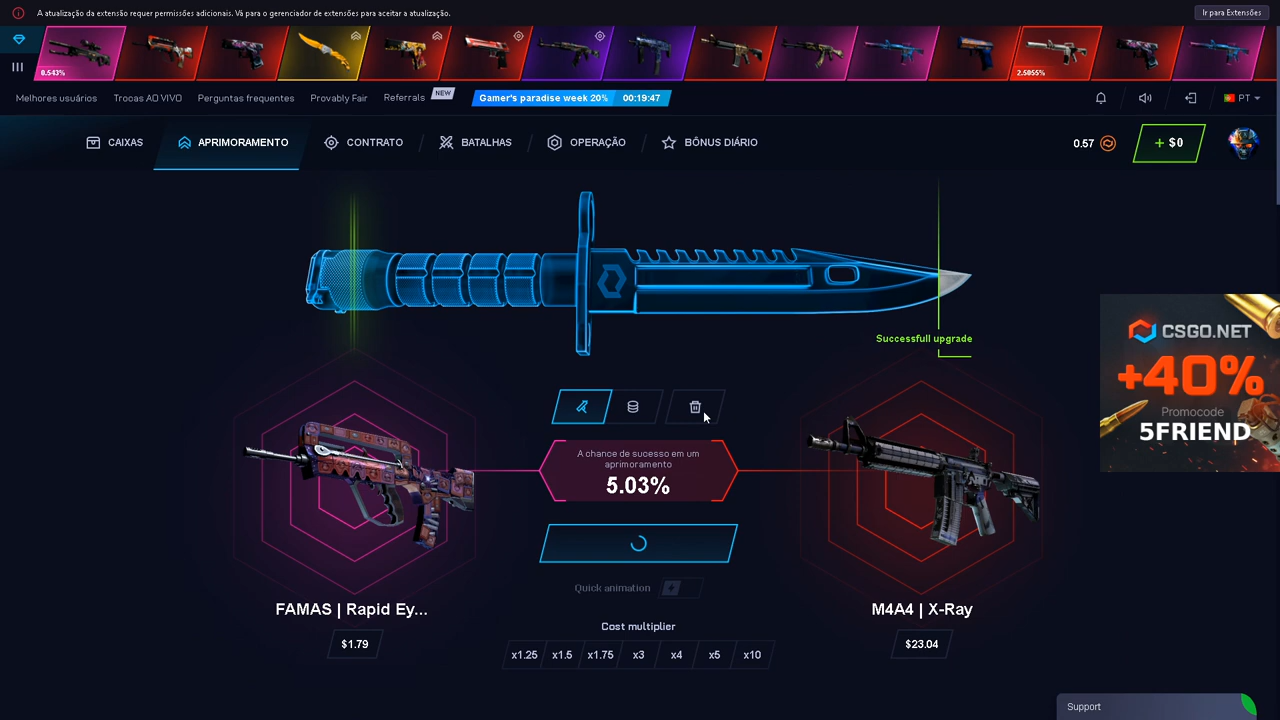 A atualização da extensão requer permissões adicionais. Vá para o gerenciador de extensões para aceitar a atualização.
Ir para Extensões
0.543%
2.5055%
Melhores usuários
Trocas AO VIVO
Perguntas frequentes
Provably Fair
Referrals
NEW
Gamer's paradise week 20%
00:19:47
PT
CAIXAS
APRIMORAMENTO
CONTRATO
BATALHAS
OPERAÇÃO
BÔNUS DIÁRIO
0.57
+ $0
Successfull upgrade
CSGO.NET
+40%
Promocode
5FRIEND
A chance de sucesso em um
aprimoramento
5.03%
Quick animation
FAMAS | Rapid Ey...
$1.79
M4A4 | X-Ray
$23.04
Cost multiplier
x1.25
x1.5
x1.75
x3
x4
x5
x10
Support